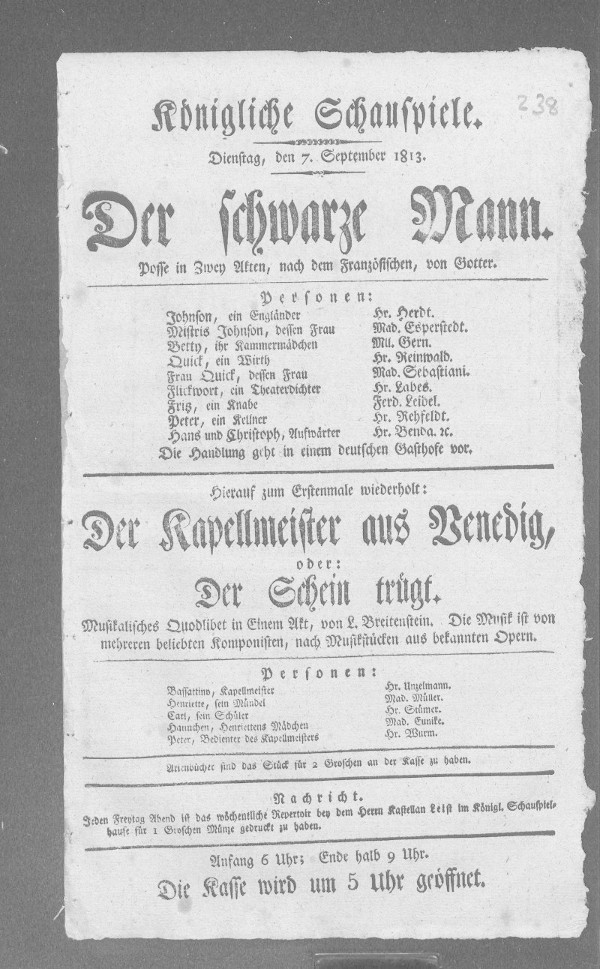 238
Königliche Schauspiele.
Dienstag, den 7. September 1813.
Der schwarze Mann.
Posse in Zwey Akten, nach dem Französischen, von Gotter.
Personen:
Johnson, ein Engländer Hr. Herdt.
Mistris Johnson, dessen Frau Mad. Esperstedt.
Betty, ihr Kammermädchen Mll. Gern.
Quick, ein Wirth Hr. Reinwald.
Frau Quick, dessen Frau Mad. Sebastiani.
Flickwort, ein Theaterdichter Hr. Labes.
Fritz, ein Knabe Ferd. Leidel.
Peter, ein Kellner Hr. Rehfeldt.
Hans und Christoph, Aufwärter Hr. Benda. ꝛc.
Die Handlung geht in einem deutschen Gasthofe vor.
Hierauf zum Erstenmale wiederholt:
Der Kapellmeister aus Venedig,
oder:
Der Schein trügt.
Musikalisches Quodlibet in Einem Akt, von L. Breitenstein. Die Musik ist von
mehreren beliebten Komponisten, nach Musikstücken aus bekannten Opern.
Personen:
Bassattino, Kapellmeister Hr. Unzelmann.
Henriette, sein Mündel Mad. Müller.
Carl, sein Schüler Hr. Stümer.
Hannchen, Henriettens Mädchen Mad. Eunike.
Peter, Bedienter des Kapellmeisters Hr. Wurm.
Arienbücher sind das Stück für 2 Groschen an der Kasse zu haben.
Nachricht.
Jeden Freytag Abend ist das wöchentliche Repertoir bey dem Herrn Kastellan Leist im Königl. Schauspiel-
hause für 1 Groschen Münze gedruckt zu haben.
Anfang 6 Uhr; Ende halb 9 Uhr.
Die Kasse wird um 5 Uhr geöffnet.